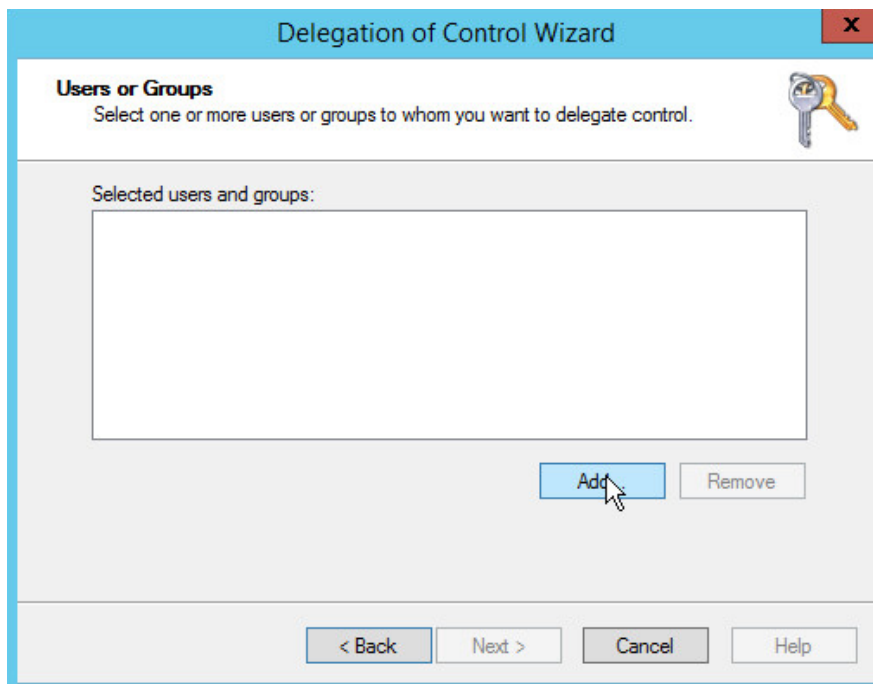 Delegation of Control Wizard
x
Users or Groups
Select one or more users or groups to whom you want to delegate control.
Selected users and groups:
Add...
Remove
< Back
Next >
Cancel
Help